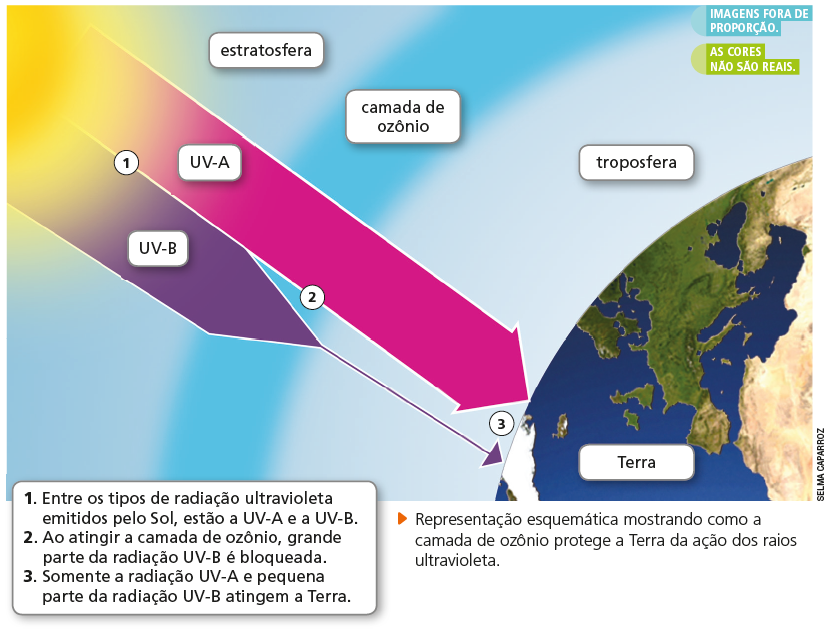 IMAGENS FORA DE
PROPORÇÃO.
AS CORES
NÃO SÃO REAIS.
estratosfera
camada de
ozônio
troposfera
1
UV-A
UV-B
2
3
Terra
SELMA CAPARROZ
1. Entre os tipos de radiação ultravioleta
emitidos pelo Sol, estão a UV-A e a UV-B.
2. Ao atingir a camada de ozônio, grande
parte da radiação UV-B é bloqueada.
3. Somente a radiação UV-A e pequena
parte da radiação UV-B atingem a Terra.
Representação esquemática mostrando como a
camada de ozônio protege a Terra da ação dos raios
ultravioleta.